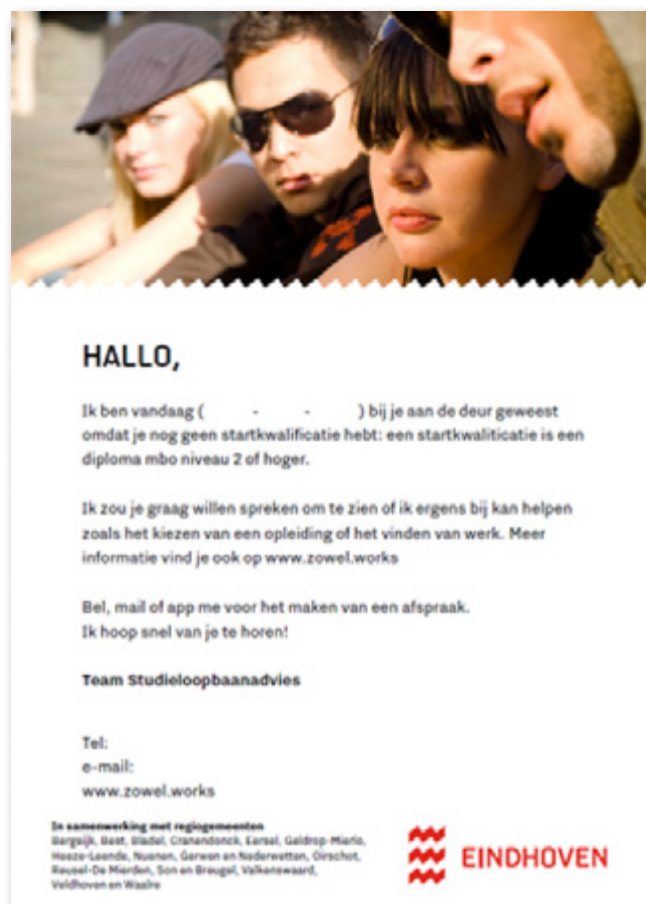 HALLO,
Ik ben vandaag ( - - ) bij je aan de deur geweest
omdat je nog geen startkwalificatie hebt: een startkwaliticatie is een
diploma mbo niveau 2 of hoger.
Ik zou je graag willen spreken om te zien of ik ergens bij kan helpen
zoals het kiezen van een opleiding of het vinden van werk. Meer
informatie vind je ook op www.zowel.works
Bel, mail of app me voor het maken van een afspraak.
Ik hoop snel van je te horen!
Team Studieloopbaanadvies
Tel:
e-mail:
www.zowel.works
In samenwerking met regiogemeenten
Bergeijk, Best, Bladel, Cranendonck, Eersel, Geldrop-Mierlo,
Heeze-Leende, Nuenen, Gerwen en Nederwetten, Oirschot,
Reusel-De Mierden, Son en Breugel, Valkenswaard,
Veldhoven en Waalre
EINDHOVEN